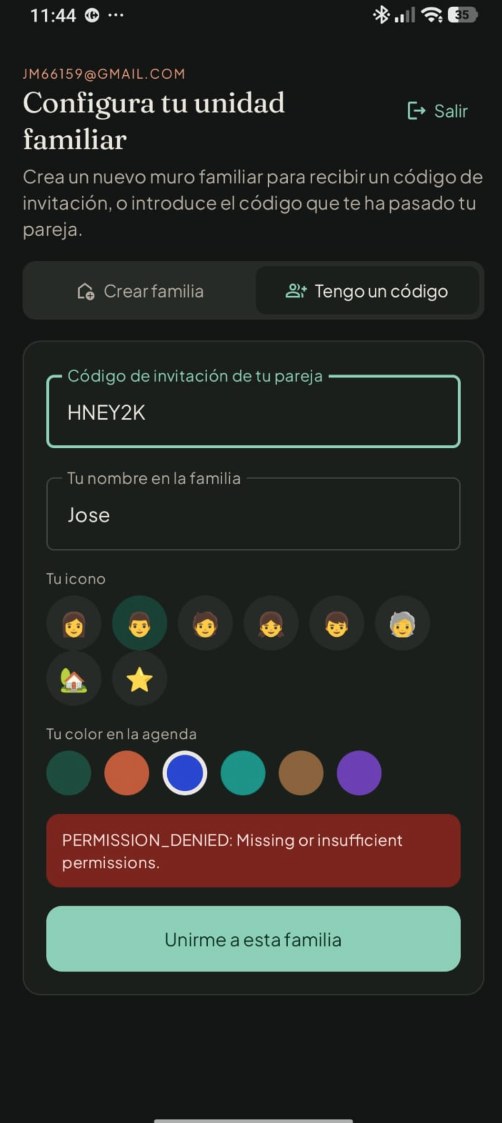 11:44
35
JM66159@GMAIL.COM
Configura tu unidad
familiar
Salir
Crea un nuevo muro familiar para recibir un código de
invitación, o introduce el código que te ha pasado tu
pareja.
Crear familia
Tengo un código
Código de invitación de tu pareja
HNEY2K
Tu nombre en la familia
Jose
Tu icono
Tu color en la agenda
PERMISSION_DENIED: Missing or insufficient
permissions.
Unirme a esta familia